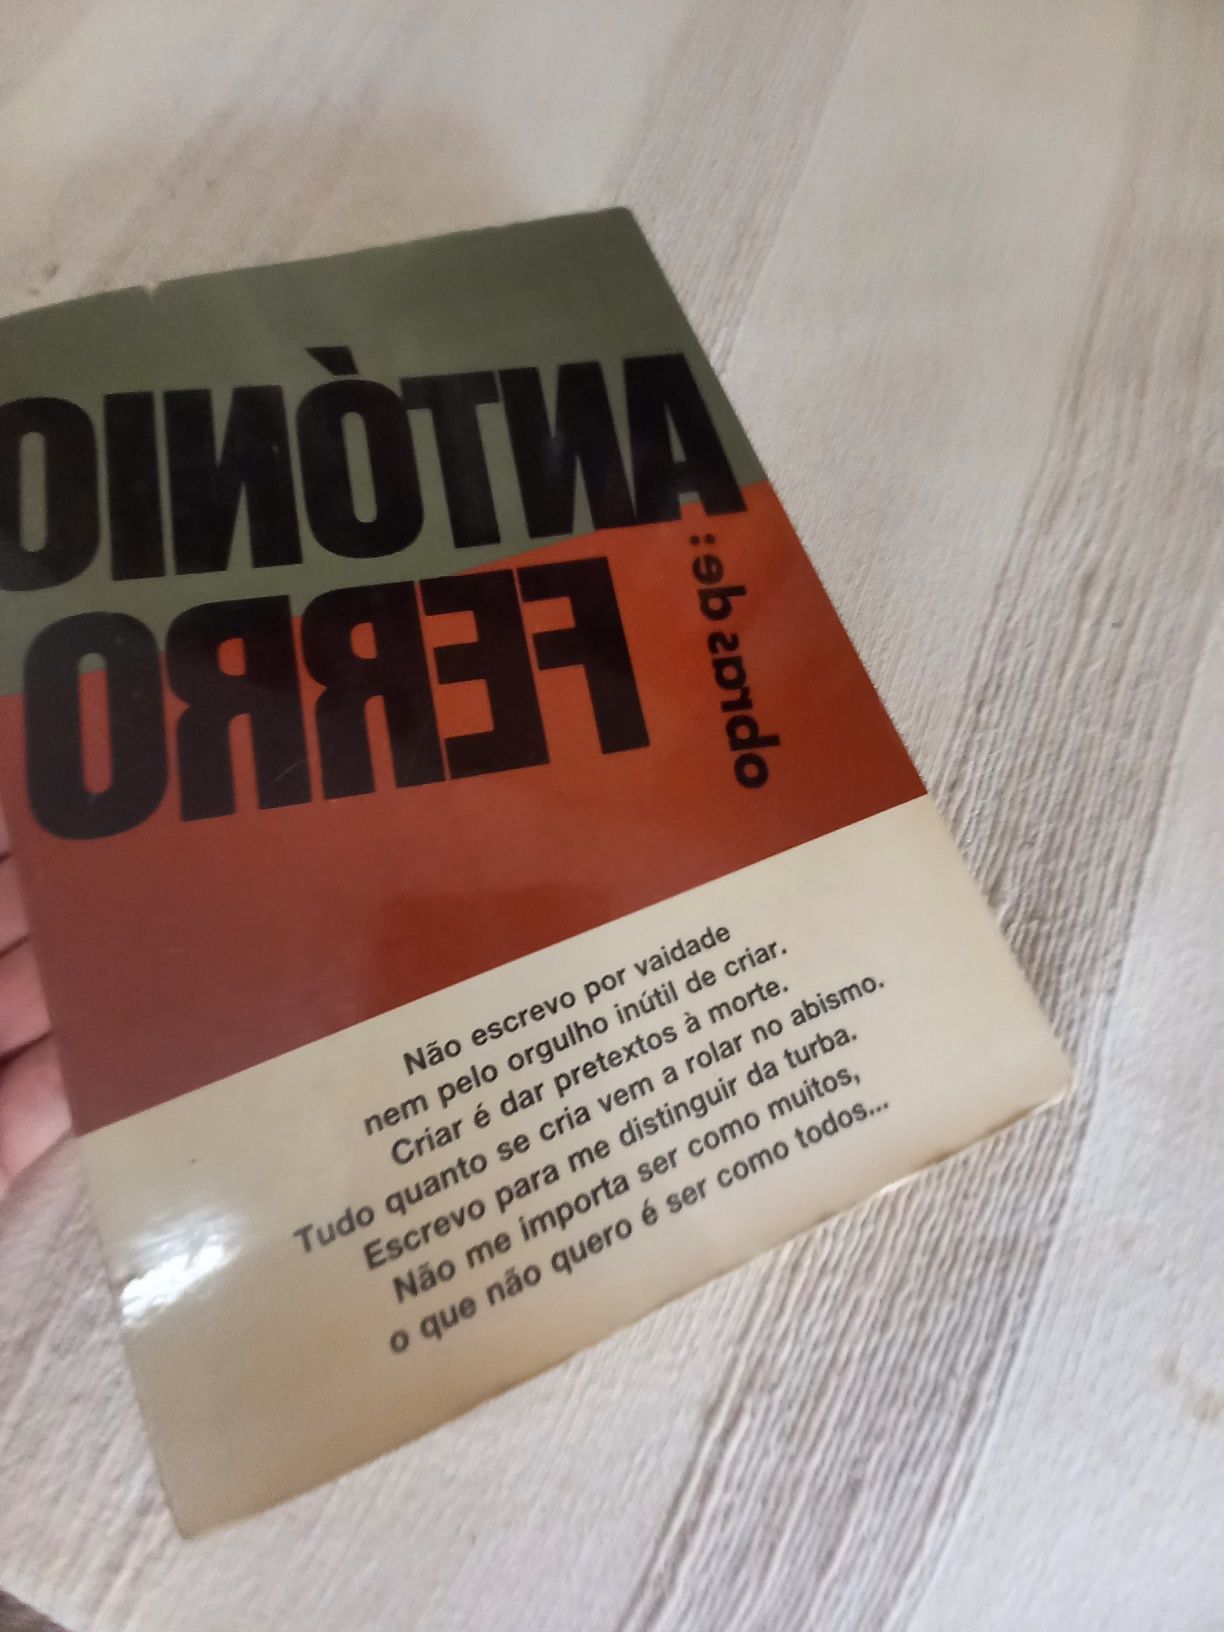 obras de:
ANTÓNIO
FERRO
Não escrevo por vaidade
nem pelo orgulho inútil de criar.
Criar é dar pretextos à morte.
Tudo quanto se cria vem a rolar no abismo.
Escrevo para me distinguir da turba.
Não me importa ser como muitos,
o que não quero é ser como todos...